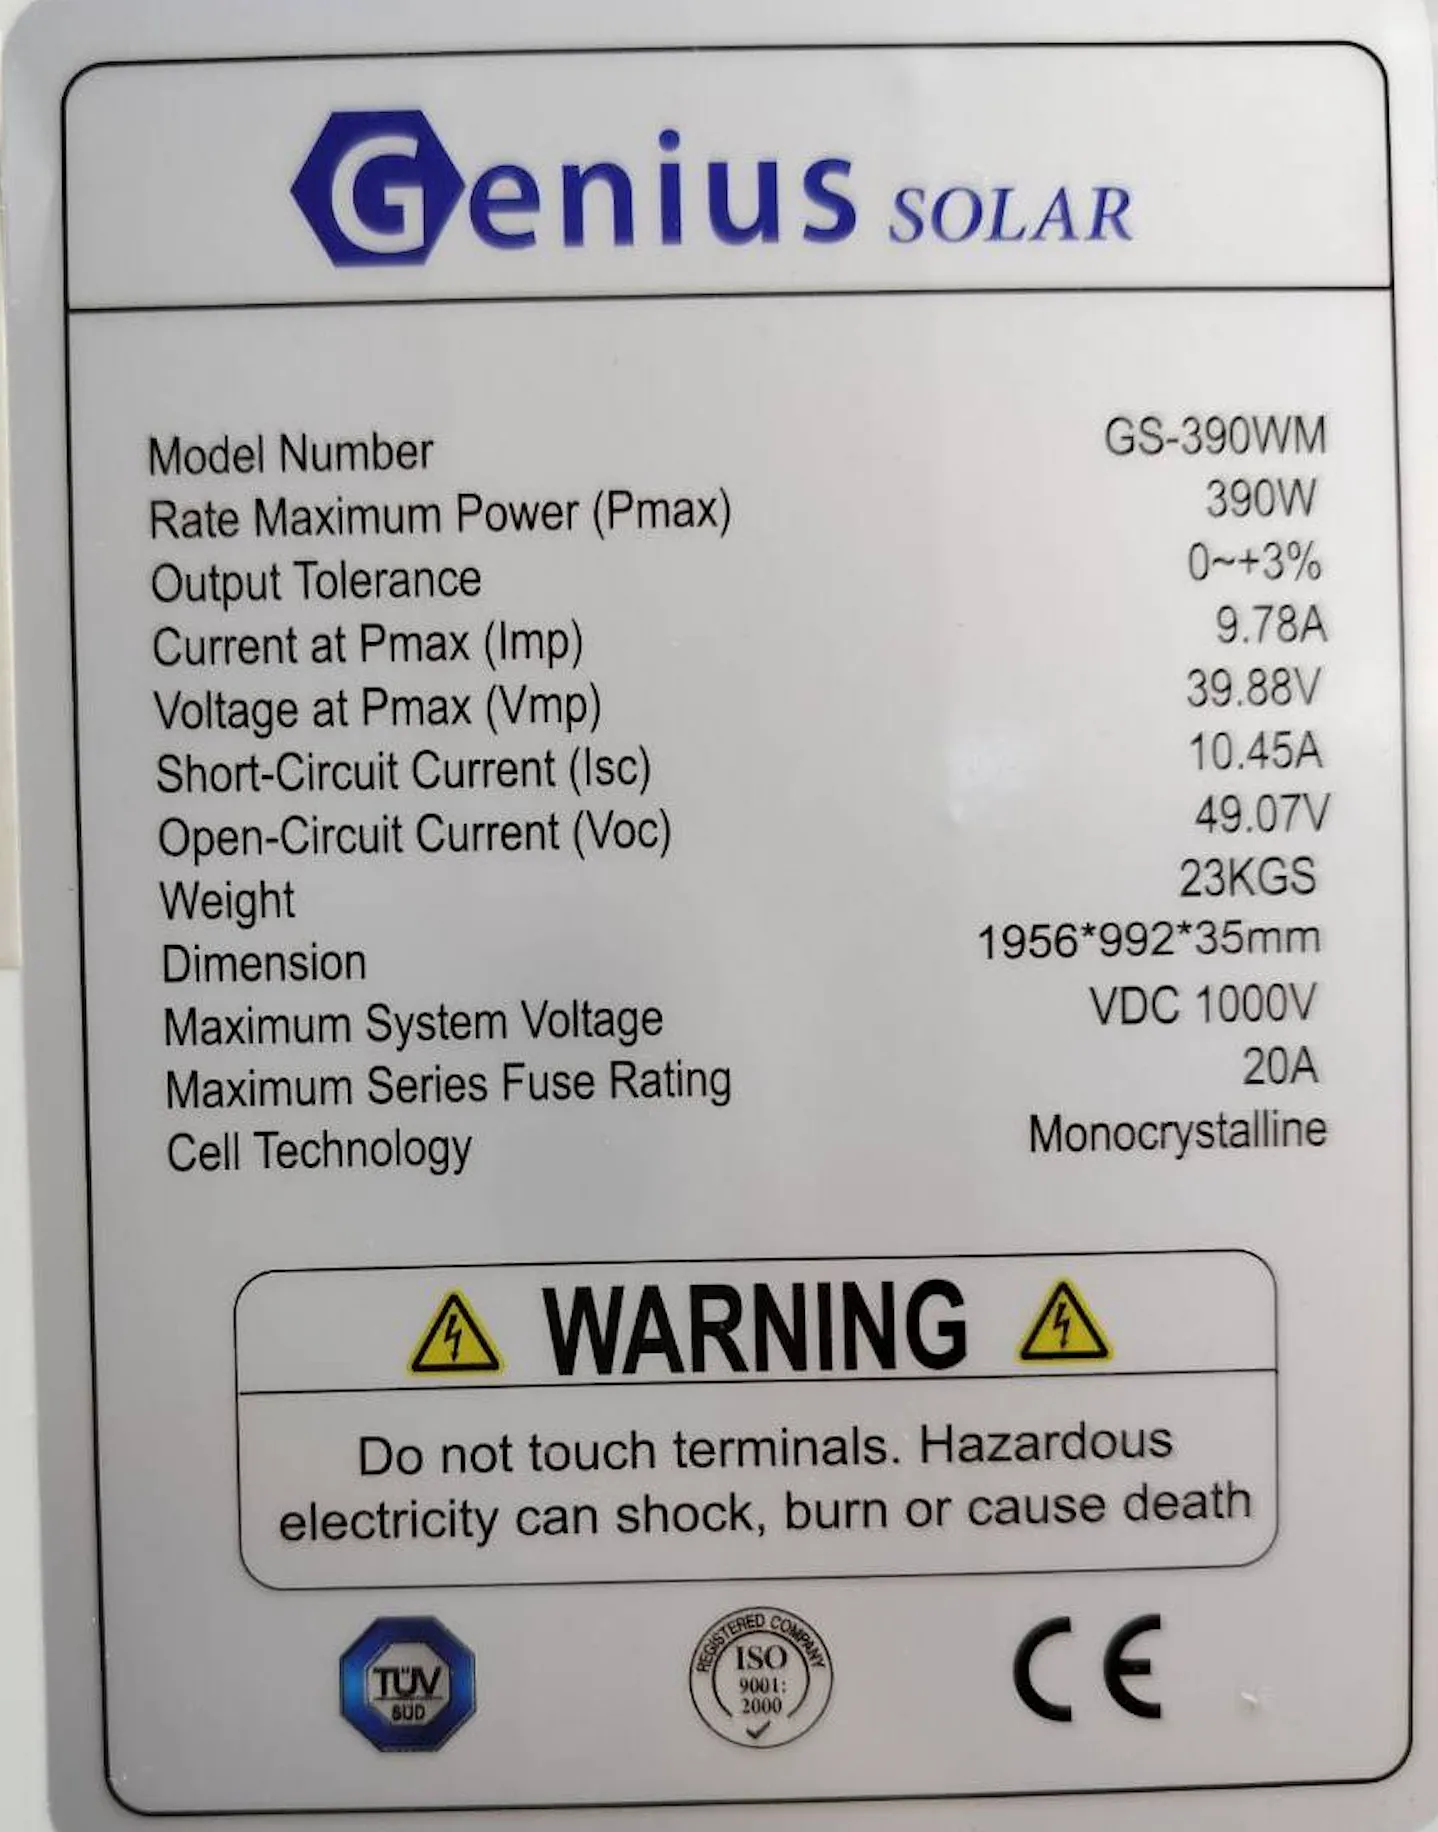 Genius SOLAR
Model Number GS-390WM
Rate Maximum Power (Pmax) 390W
Output Tolerance 0~+3%
Current at Pmax (Imp) 9.78A
Voltage at Pmax (Vmp) 39.88V
Short-Circuit Current (Isc) 10.45A
Open-Circuit Current (Voc) 49.07V
Weight 23KGS
Dimension 1956*992*35mm
Maximum System Voltage VDC 1000V
Maximum Series Fuse Rating 20A
Cell Technology Monocrystalline
WARNING
Do not touch terminals. Hazardous
electricity can shock, burn or cause death
TÜV
SÜD
REGISTERED COMPANY
ISO
9001:
2000
CE